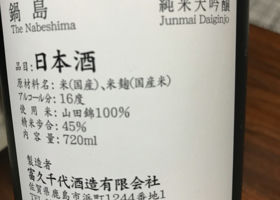 鍋島 純米大吟醸
The Nabeshima Junmai Daiginjo
品目:日本酒
原材料名:米(国産)、米麹(国産米)
アルコール分:16度
使用米:山田錦100%
精米歩合:45%
内容量:720ml
製造者
富久千代酒造有限会社
佐賀県鹿島市浜町1244番地1